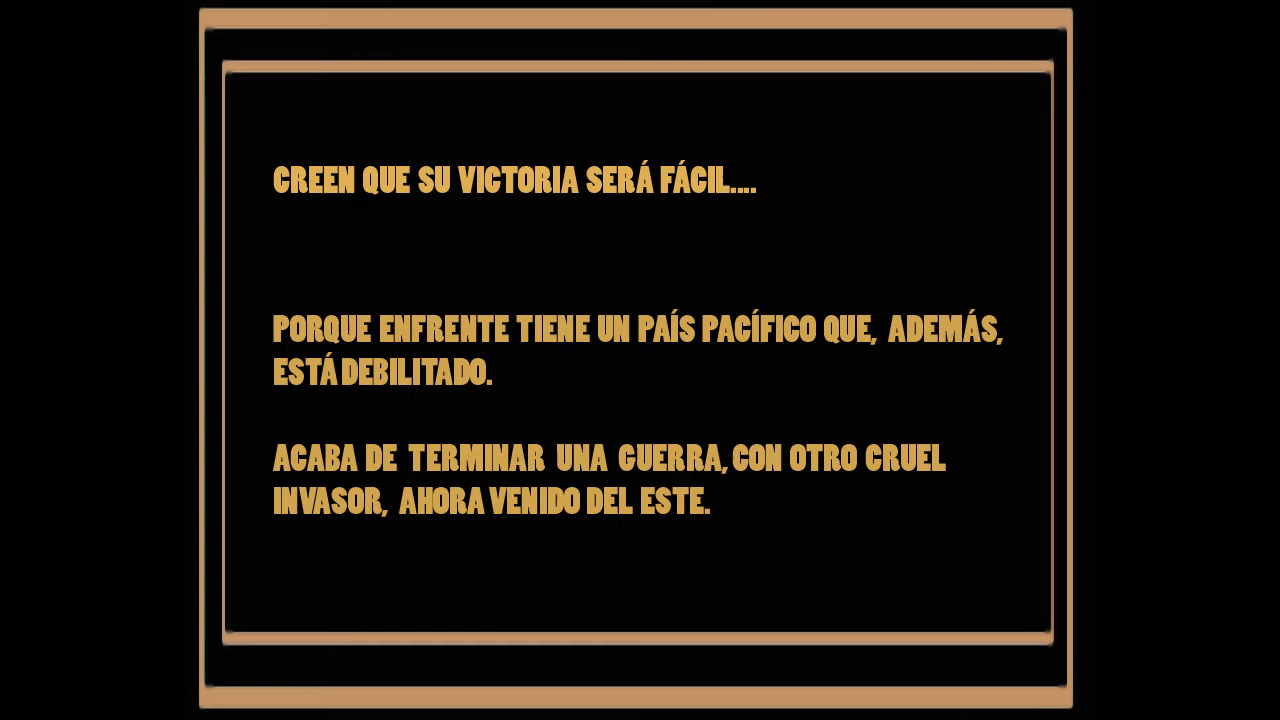 CREEN QUE SU VICTORIA SERÁ FÁCIL....
PORQUE ENFRENTE TIENE UN PAÍS PACÍFICO QUE, ADEMÁS,
ESTÁ DEBILITADO.
ACABA DE TERMINAR UNA GUERRA, CON OTRO CRUEL
INVASOR, AHORA VENIDO DEL ESTE.